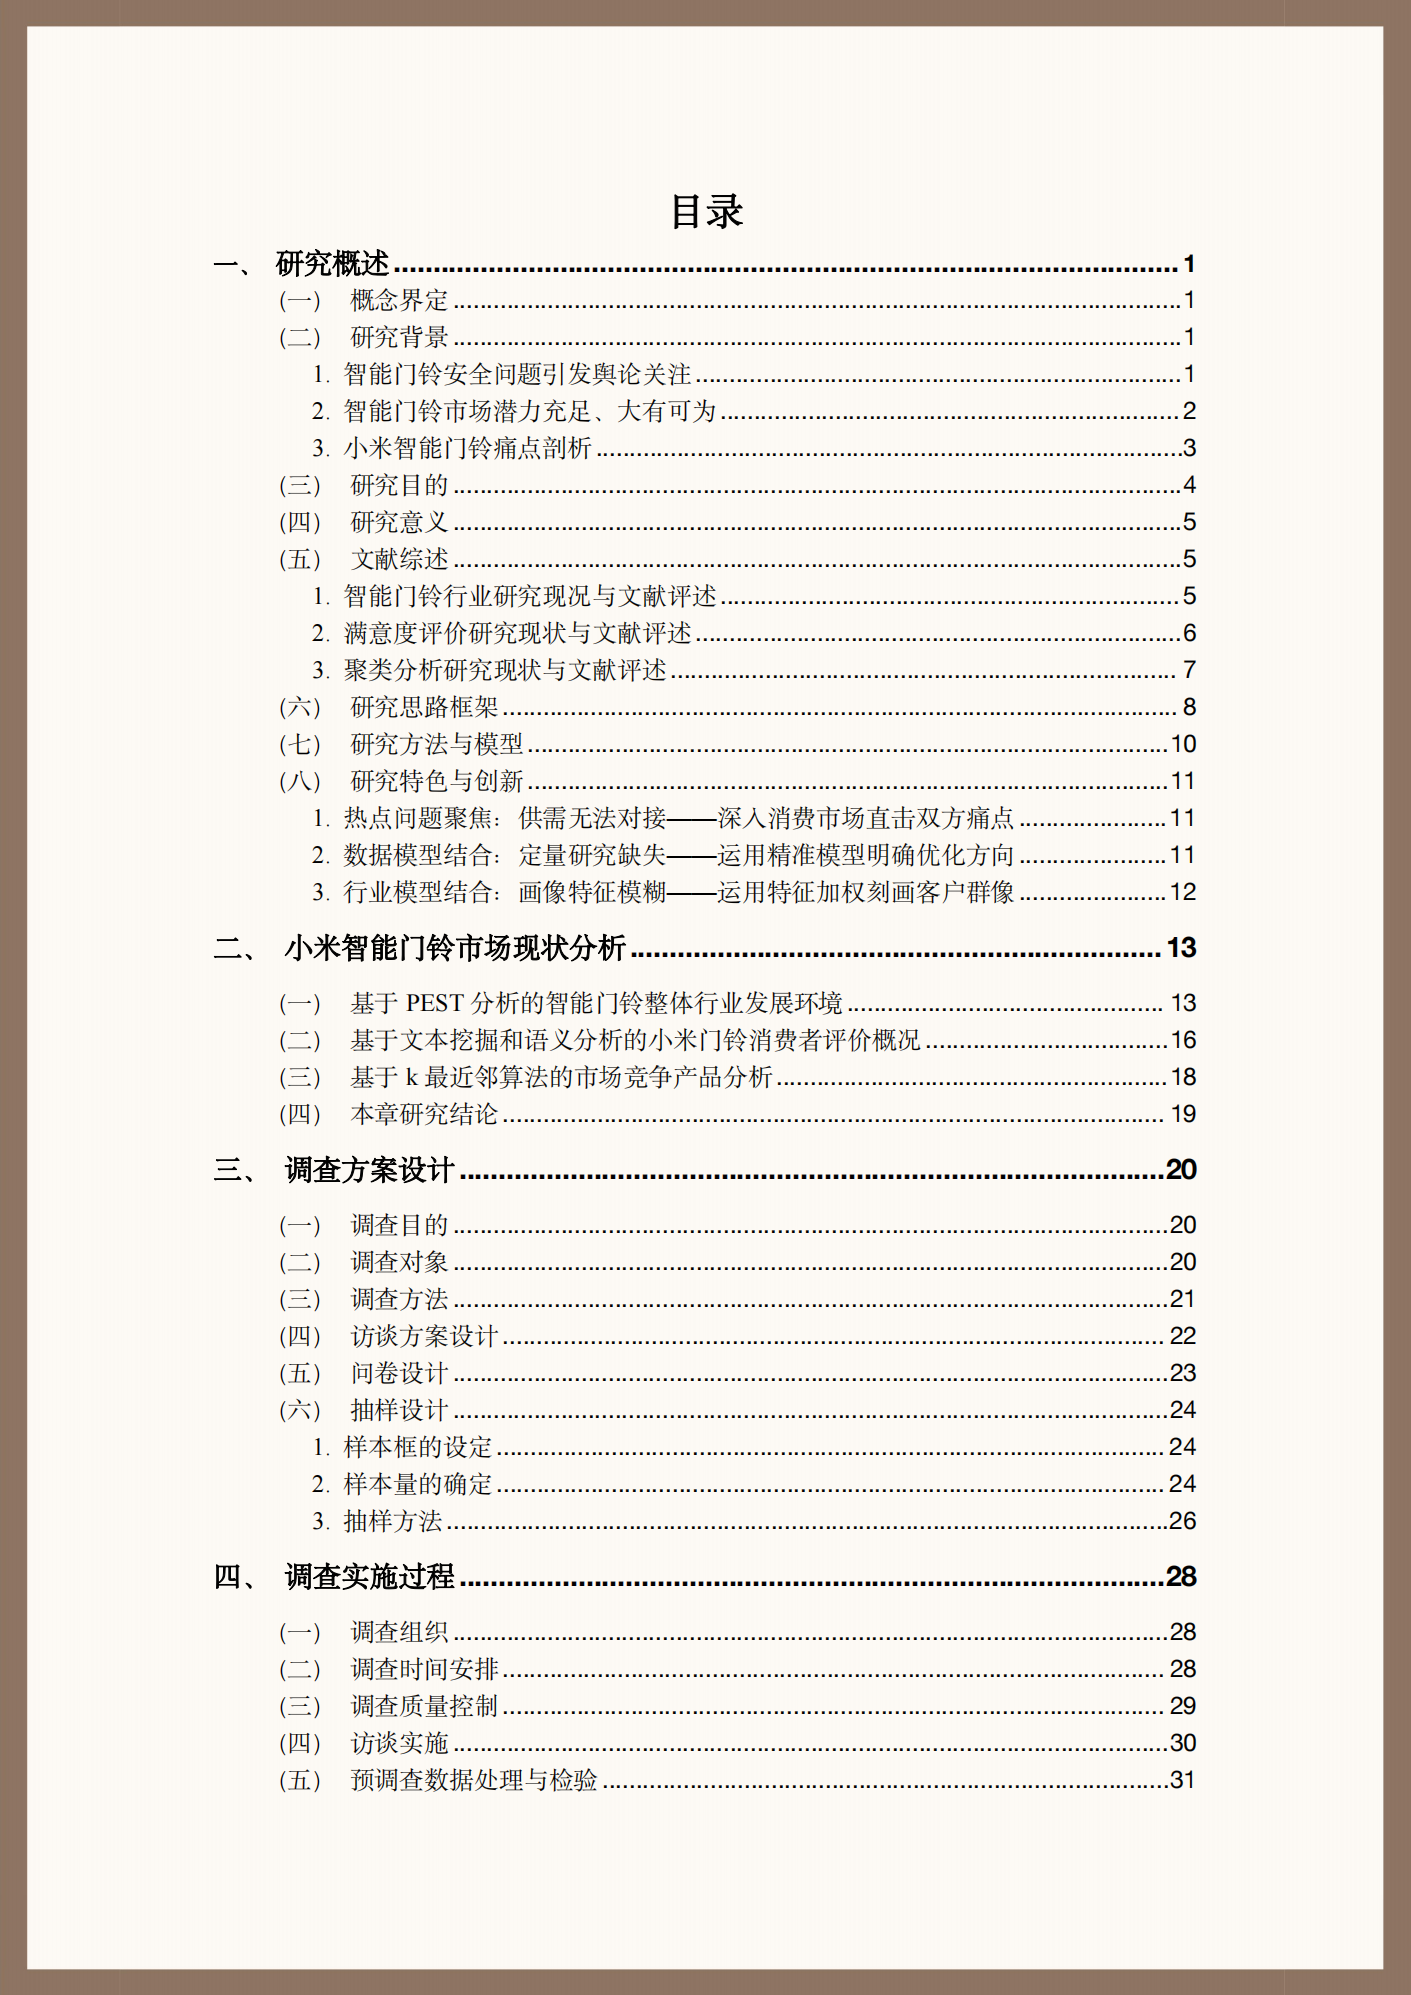 目录
一、 研究概述 1
(一) 概念界定 1
(二) 研究背景 1
1. 智能门铃安全问题引发舆论关注 1
2. 智能门铃市场潜力充足、大有可为 2
3. 小米智能门铃痛点剖析 3
(三) 研究目的 4
(四) 研究意义 5
(五) 文献综述 5
1. 智能门铃行业研究现况与文献评述 5
2. 满意度评价研究现状与文献评述 6
3. 聚类分析研究现状与文献评述 7
(六) 研究思路框架 8
(七) 研究方法与模型 10
(八) 研究特色与创新 11
1. 热点问题聚焦：供需无法对接——深入消费市场直击双方痛点 11
2. 数据模型结合：定量研究缺失——运用精准模型明确优化方向 11
3. 行业模型结合：画像特征模糊——运用特征加权刻画客户群像 12
二、 小米智能门铃市场现状分析 13
(一) 基于 PEST 分析的智能门铃整体行业发展环境 13
(二) 基于文本挖掘和语义分析的小米门铃消费者评价概况 16
(三) 基于 k 最近邻算法的市场竞争产品分析 18
(四) 本章研究结论 19
三、 调查方案设计 20
(一) 调查目的 20
(二) 调查对象 20
(三) 调查方法 21
(四) 访谈方案设计 22
(五) 问卷设计 23
(六) 抽样设计 24
1. 样本框的设定 24
2. 样本量的确定 24
3. 抽样方法 26
四、 调查实施过程 28
(一) 调查组织 28
(二) 调查时间安排 28
(三) 调查质量控制 29
(四) 访谈实施 30
(五) 预调查数据处理与检验 31